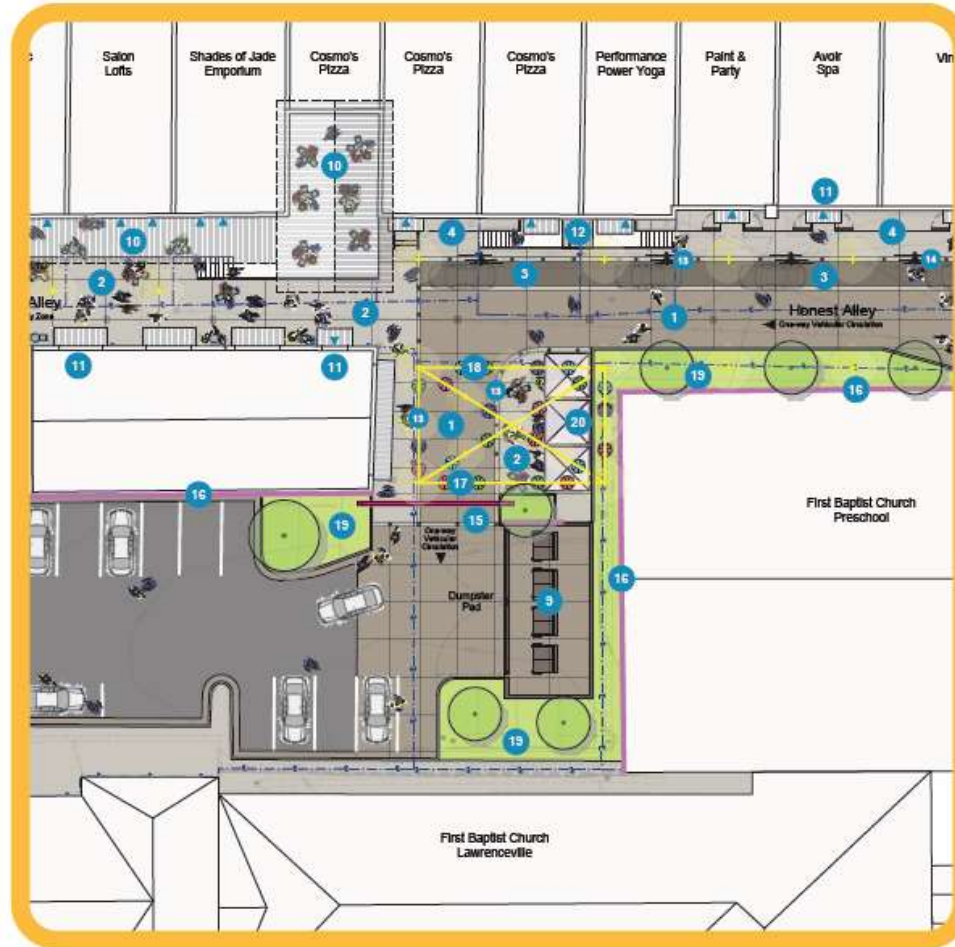 Salon
Lofts
Shades of Jade
Emporium
Cosmo's
Pizza
Cosmo's
Pizza
Cosmo's
Pizza
Performance
Power Yoga
Paint &
Party
Avoir
Spa
Vin
10
11
10
4
12
4
13
14
2
3
3
Alley
y Zone
2
1
Honest Alley
One-way Vehicular Circulation
11
11
18
19
16
13
13
1
20
2
17
16
First Baptist Church
Preschool
19
15
One-way
Vehicular
Circulation
16
Dumpster
Pad
9
19
First Baptist Church
Lawrenceville